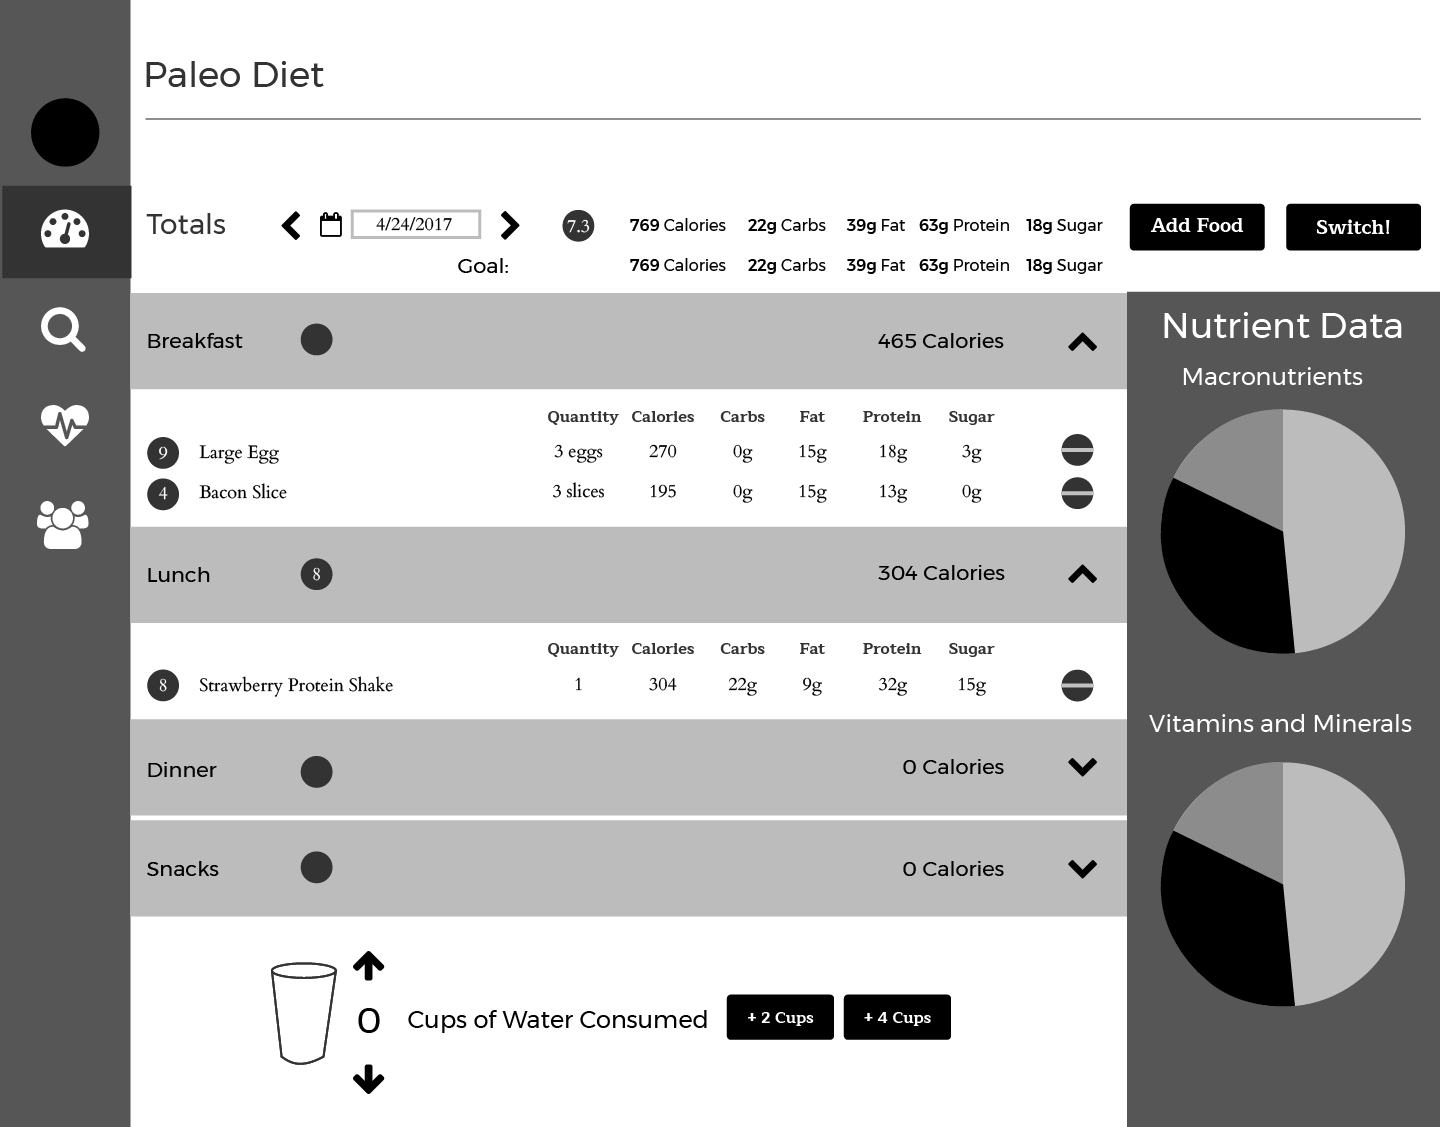 Paleo Diet
Totals 4/24/2017 7.3 769 Calories 22g Carbs 39g Fat 63g Protein 18g Sugar Add Food Switch!
Goal: 769 Calories 22g Carbs 39g Fat 63g Protein 18g Sugar
Breakfast 465 Calories
Quantity Calories Carbs Fat Protein Sugar
9 Large Egg 3 eggs 270 0g 15g 18g 3g
4 Bacon Slice 3 slices 195 0g 15g 13g 0g
Lunch 8 304 Calories
Quantity Calories Carbs Fat Protein Sugar
8 Strawberry Protein Shake 1 304 22g 9g 32g 15g
Dinner 0 Calories
Snacks 0 Calories
0 Cups of Water Consumed + 2 Cups + 4 Cups
Nutrient Data
Macronutrients
Vitamins and Minerals